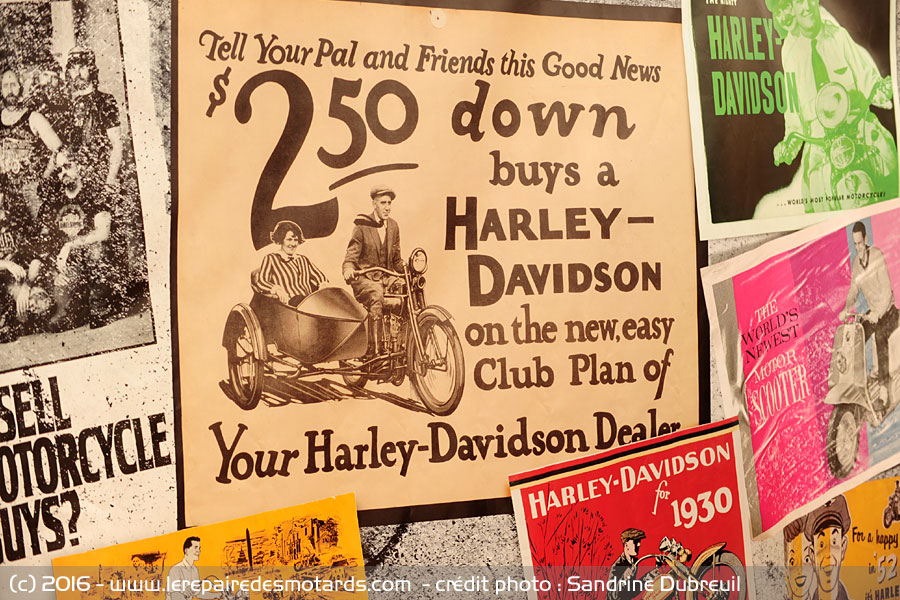 Tell Your Pal and Friends this Good News
$2.50 down
buys a
HARLEY-
DAVIDSON
on the new, easy
Club Plan of
Your Harley-Davidson Dealer
HARLEY-
DAVIDSON
...WORLD'S MOST POPULAR MOTORCYCLE!
THE
WORLD'S
NEWEST
MOTOR
SCOOTER
SELL
MOTORCYCLE
GUYS?
HARLEY-DAVIDSON
for
1930
For a happy
in '52
(c) 2016 - www.lerepairedesmotards.com - crédit photo : Sandrine Dubreuil